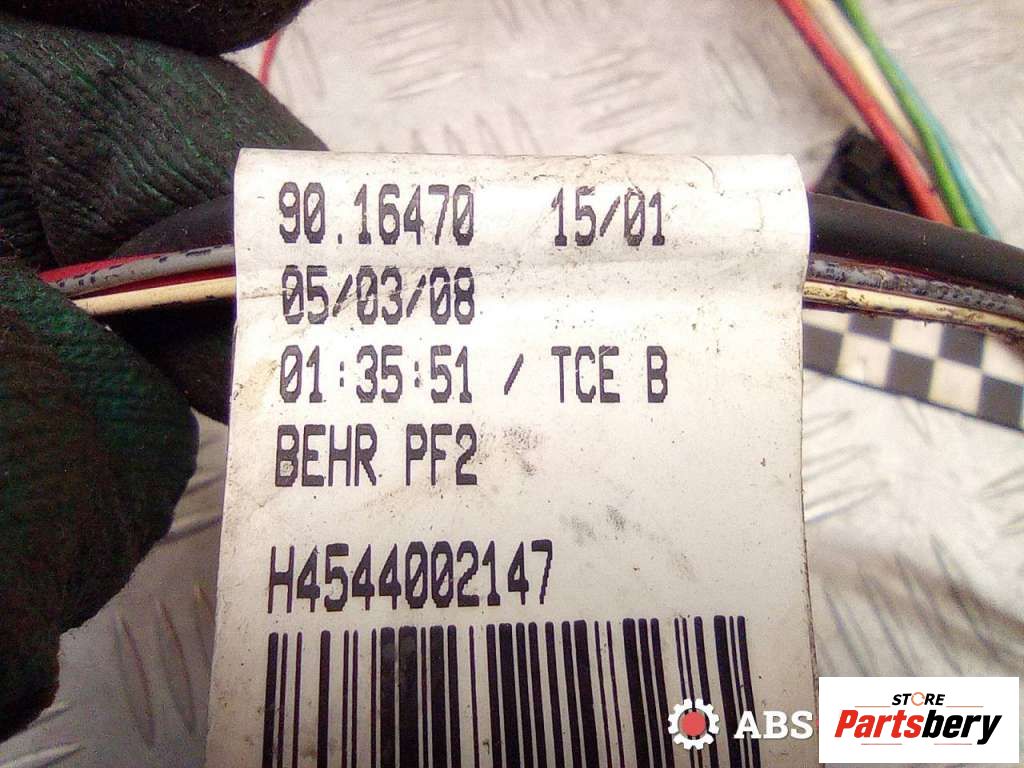 90.16470 15/01
05/03/08
01:35:51 / TCE B
BEHR PF2
H4544002147
ABS
STORE
Partsbery